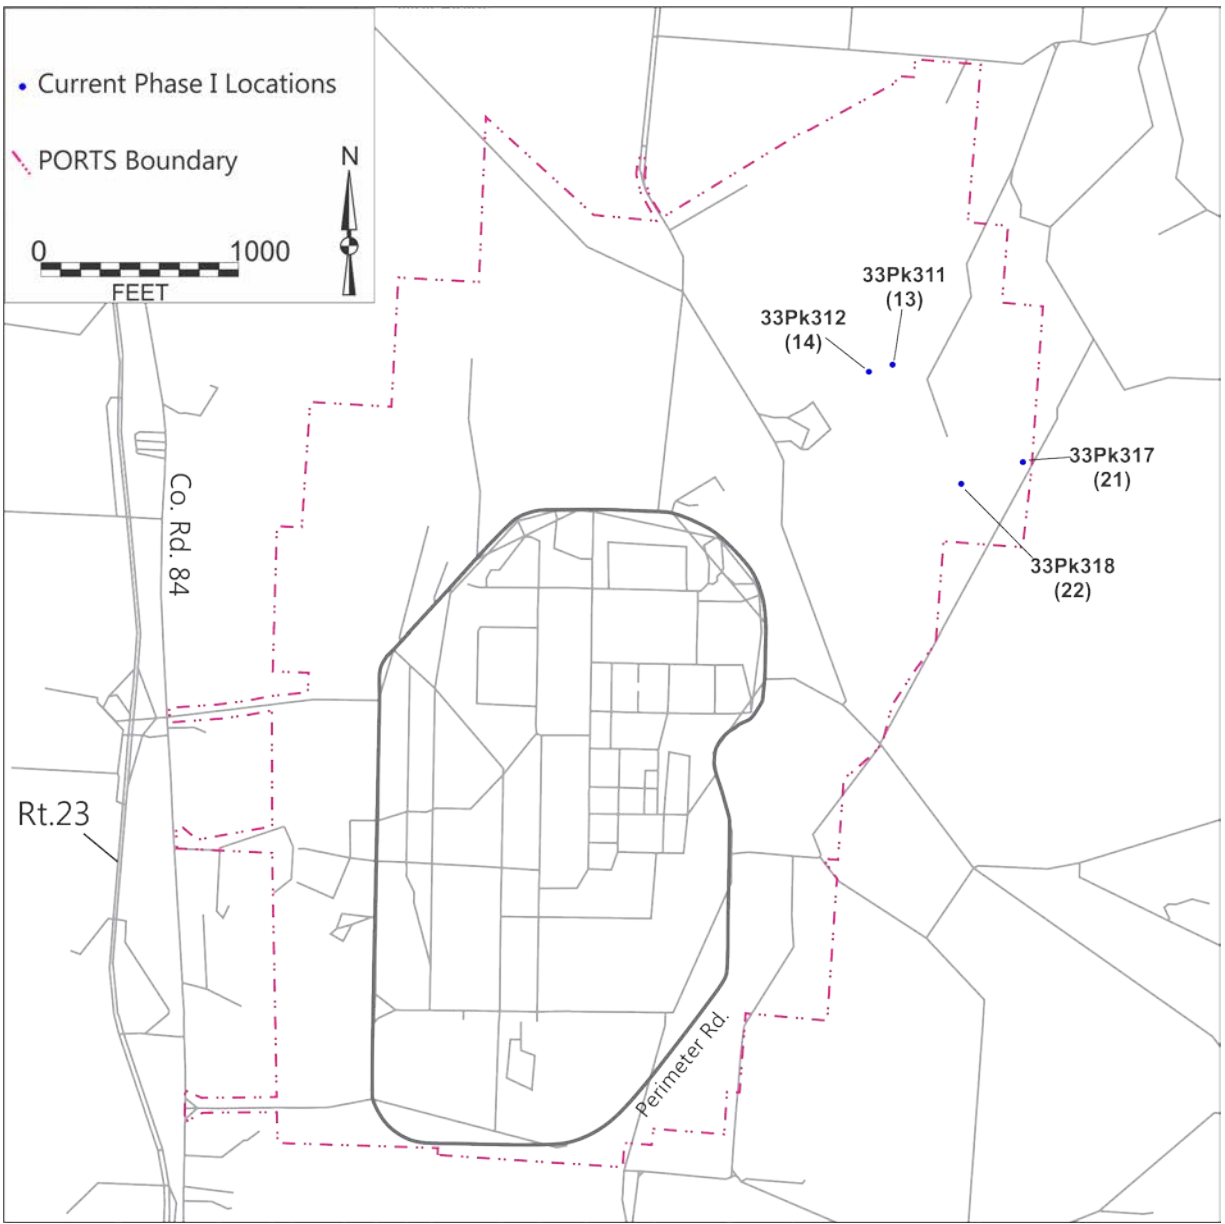 Current Phase I Locations
PORTS Boundary
N
0 1000
FEET
33Pk311
(13)
33Pk312
(14)
33Pk317
(21)
33Pk318
(22)
Co. Rd. 84
Rt.23
Perimeter Rd.